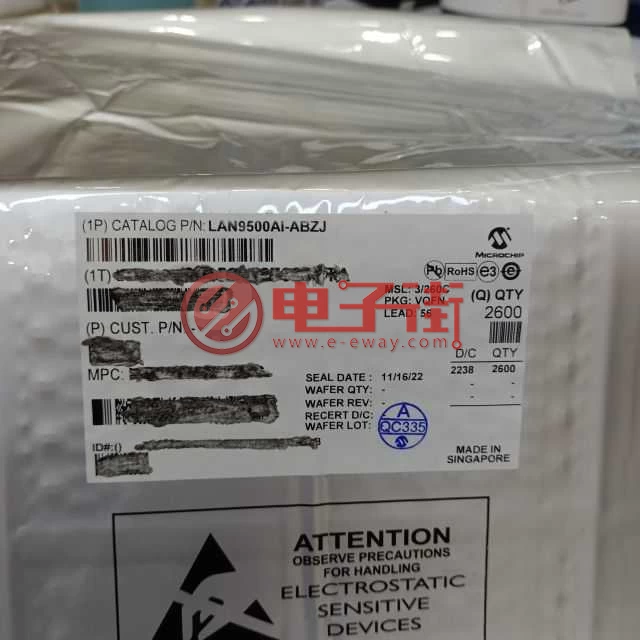 (1P) CATALOG P/N: LAN9500AI-ABZJ
MICROCHIP
(1T)
Pb RoHS e3 e
MSL: 3/260C
PKG: VQFN
LEAD: 56
(Q) QTY
2600
电子街
www.e-eway.com
(P) CUST. P/N: -
D/C QTY
2238 2600
- -
- -
MPC:
SEAL DATE : 11/16/22
WAFER QTY: -
WAFER REV: -
RECERT D/C:
WAFER LOT:
A
QC335
ID#:()
MADE IN
SINGAPORE
ATTENTION
OBSERVE PRECAUTIONS
FOR HANDLING
ELECTROSTATIC
SENSITIVE
DEVICES